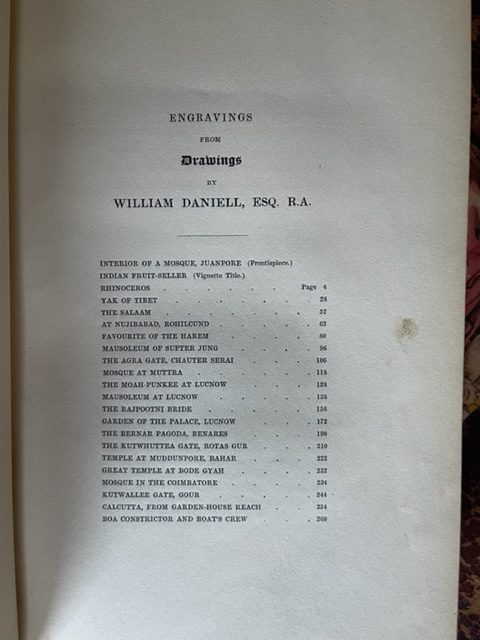 ENGRAVINGS
FROM
Drawings
BY
WILLIAM DANIELL, ESQ. R.A.
INTERIOR OF A MOSQUE, JUANPORE (Frontispiece.)
INDIAN FRUIT-SELLER (Vignette Title.)
RHINOCEROS . . . . . . . Page 4
YAK OF TIBET . . . . . . . 28
THE SALAAM . . . . . . . 52
AT NUJIBABAD, ROHILCUND . . . . . 62
FAVOURITE OF THE HAREM . . . . . 80
MAUSOLEUM OF SUFTER JUNG . . . . 96
THE AGRA GATE, CHAUTER SERAI . . . . 106
MOSQUE AT MUTTRA . . . . . . 118
THE MOAH-PUNKEE AT LUCNOW . . . . 128
MAUSOLEUM AT LUCNOW . . . . . 138
THE RAJPOOTNI BRIDE . . . . . 156
GARDEN OF THE PALACE, LUCNOW . . . . 172
THE BERNAR PAGODA, BENARES . . . . 190
THE KUTWHUTTEA GATE, ROTAS GUR . . . 210
TEMPLE AT MUDDUNPORE, BAHAR . . . . 222
GREAT TEMPLE AT BODE GYAH . . . . 232
MOSQUE IN THE COIMBATORE . . . . . 234
KUTWALLEE GATE, GOUR . . . . . 244
CALCUTTA, FROM GARDEN-HOUSE REACH . . . 254
BOA CONSTRICTOR AND BOAT'S CREW . . . 260